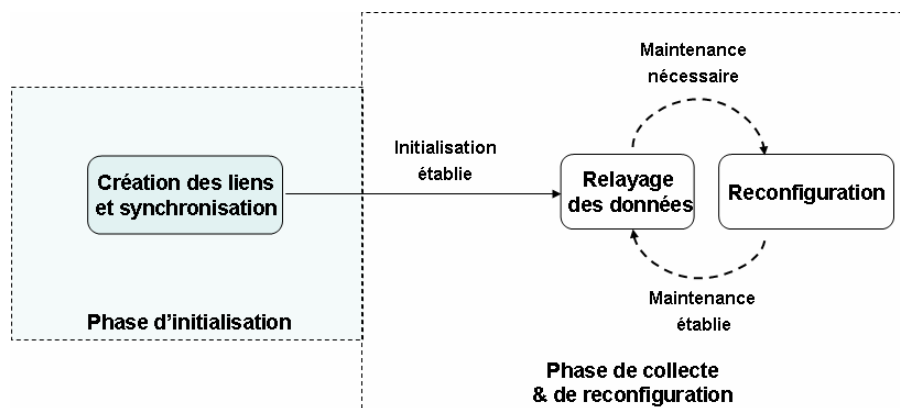 Maintenance
nécessaire
Initialisation
établie
Création des liens
et synchronisation
Relayage
des données
Reconfiguration
Maintenance
établie
Phase d'initialisation
Phase de collecte
& de reconfiguration